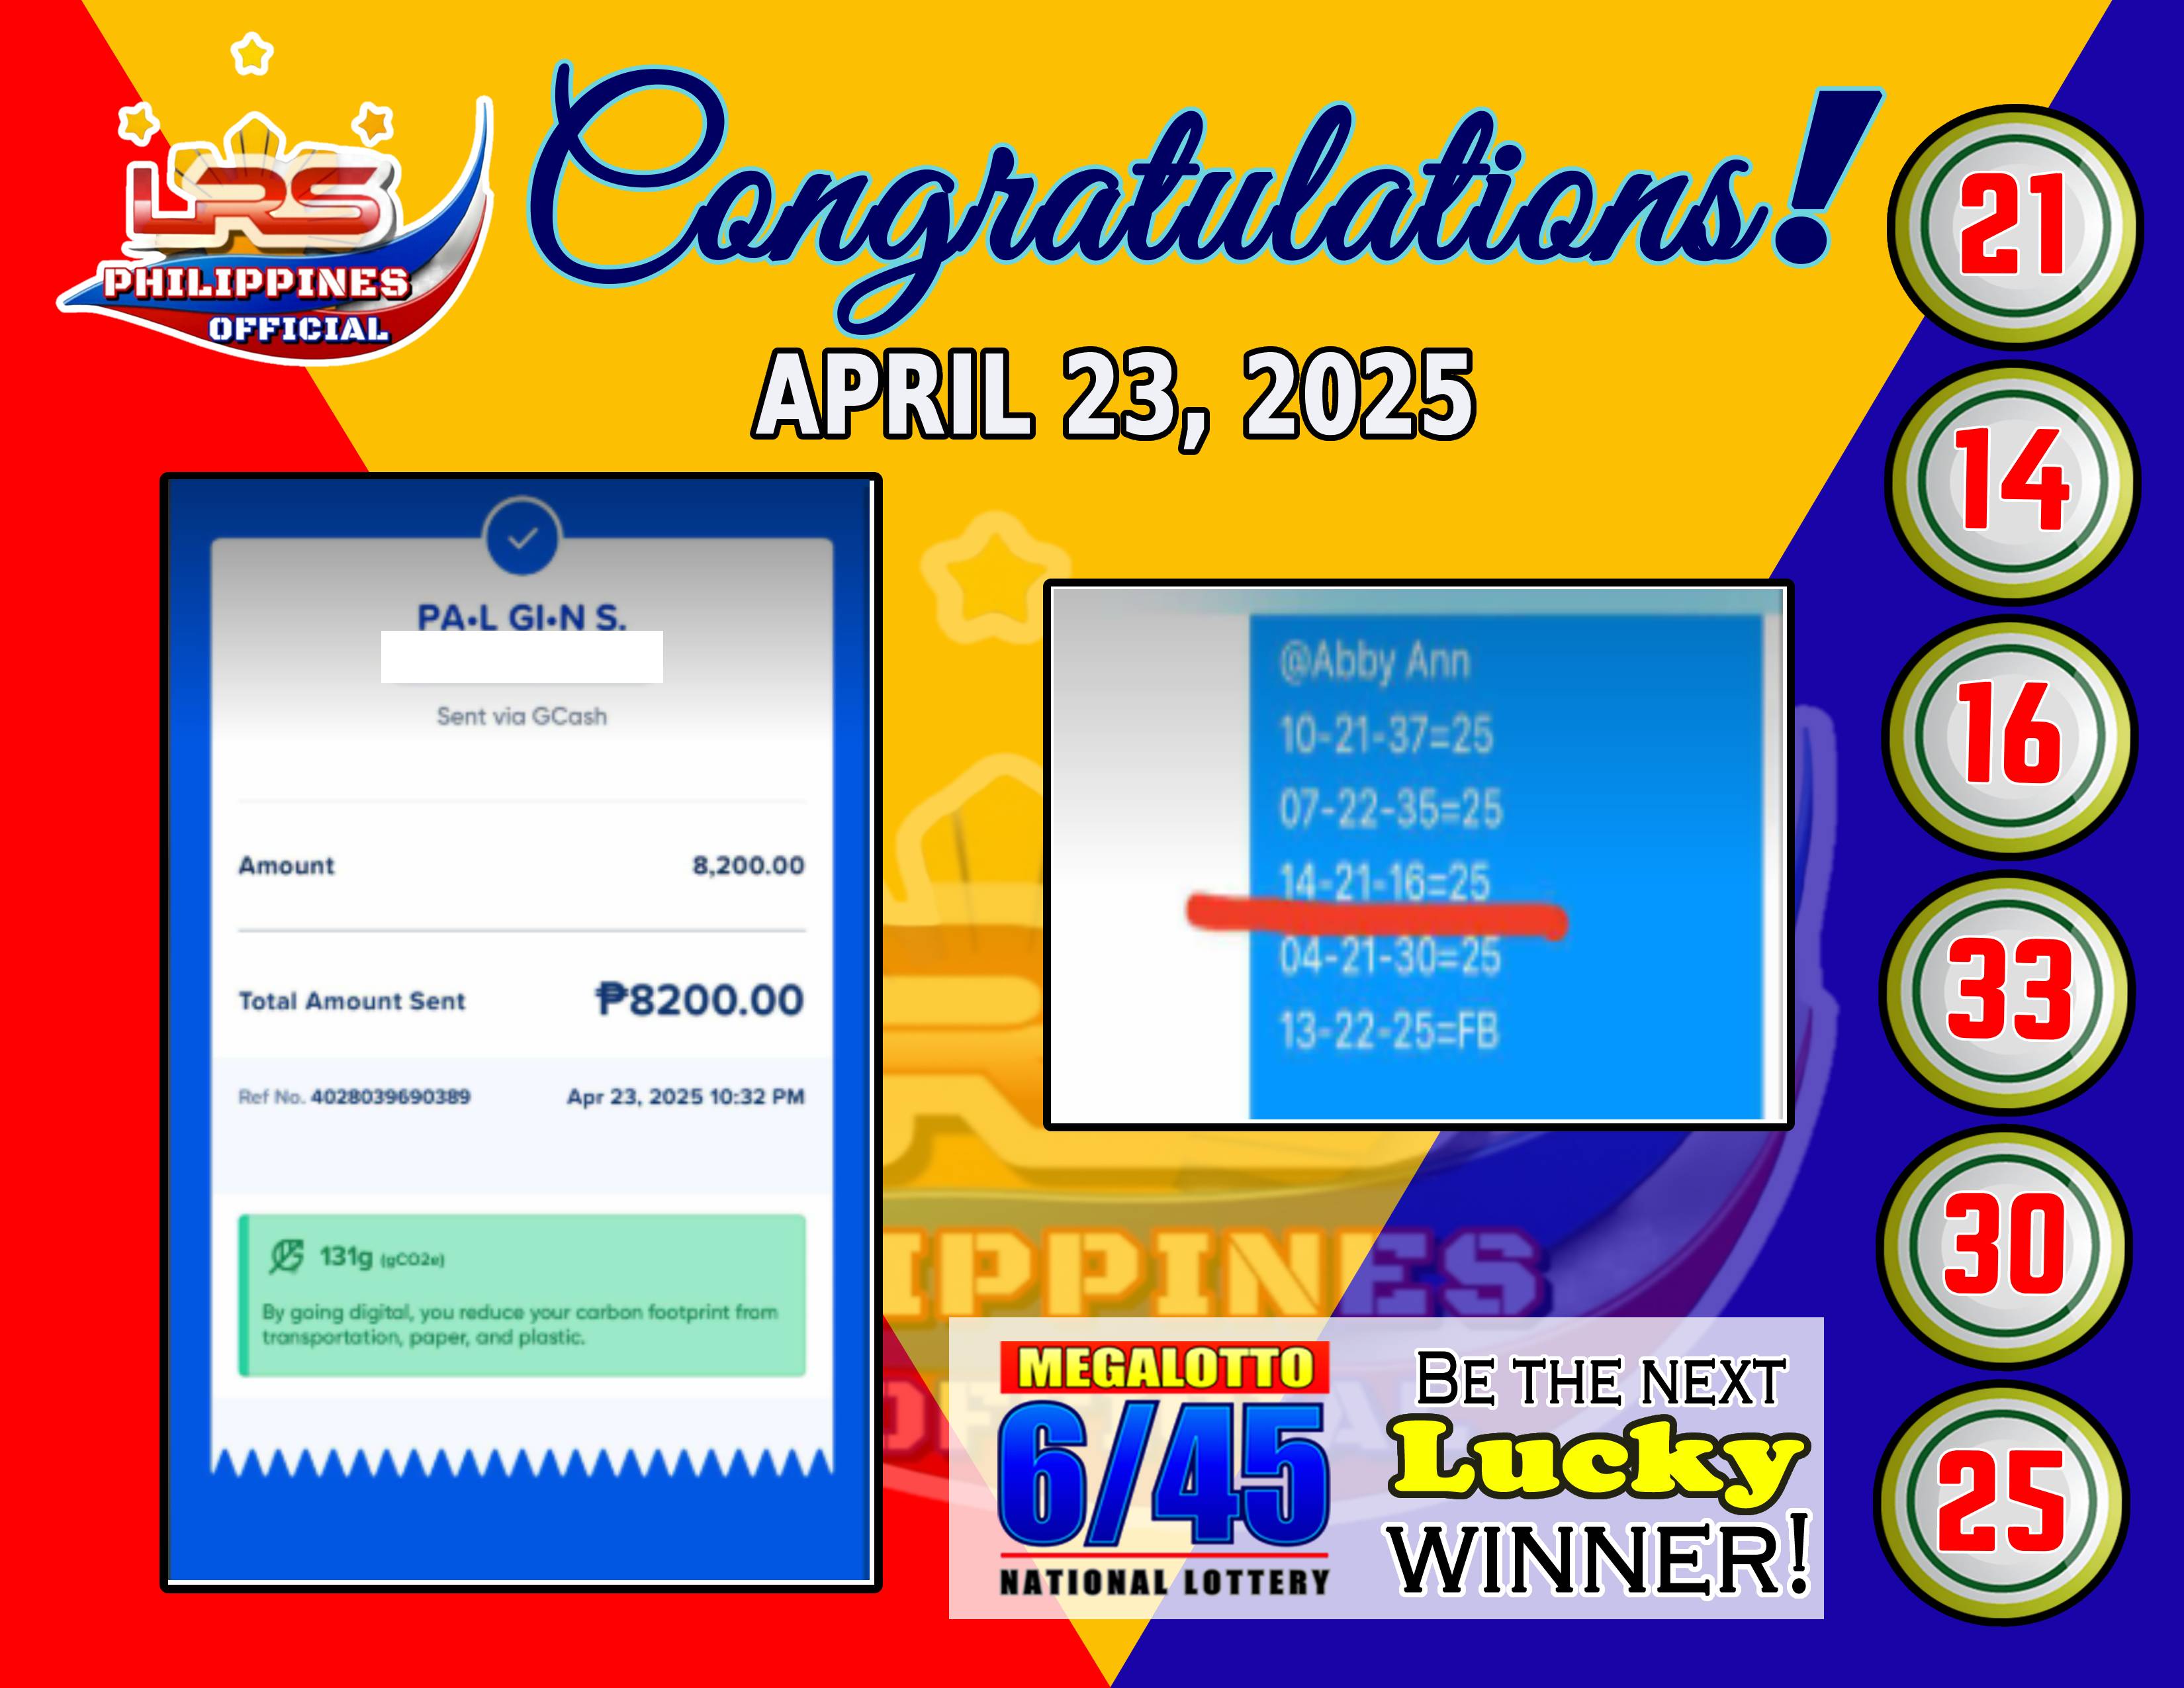 LRS
PHILIPPINES
OFFICIAL
Congratulations!
APRIL 23, 2025
PA•L GI•N S.
Sent via GCash
Amount 8,200.00
Total Amount Sent ₱8200.00
Ref No. 4028039690389 Apr 23, 2025 10:32 PM
131g (gCO2e)
By going digital, you reduce your carbon footprint from
transportation, paper, and plastic.
@Abby Ann
10-21-37=25
07-22-35=25
14-21-16=25
04-21-30=25
13-22-25=FB
MEGALOTTO
6/45
NATIONAL LOTTERY
BE THE NEXT
Lucky
WINNER!
21
14
16
33
30
25